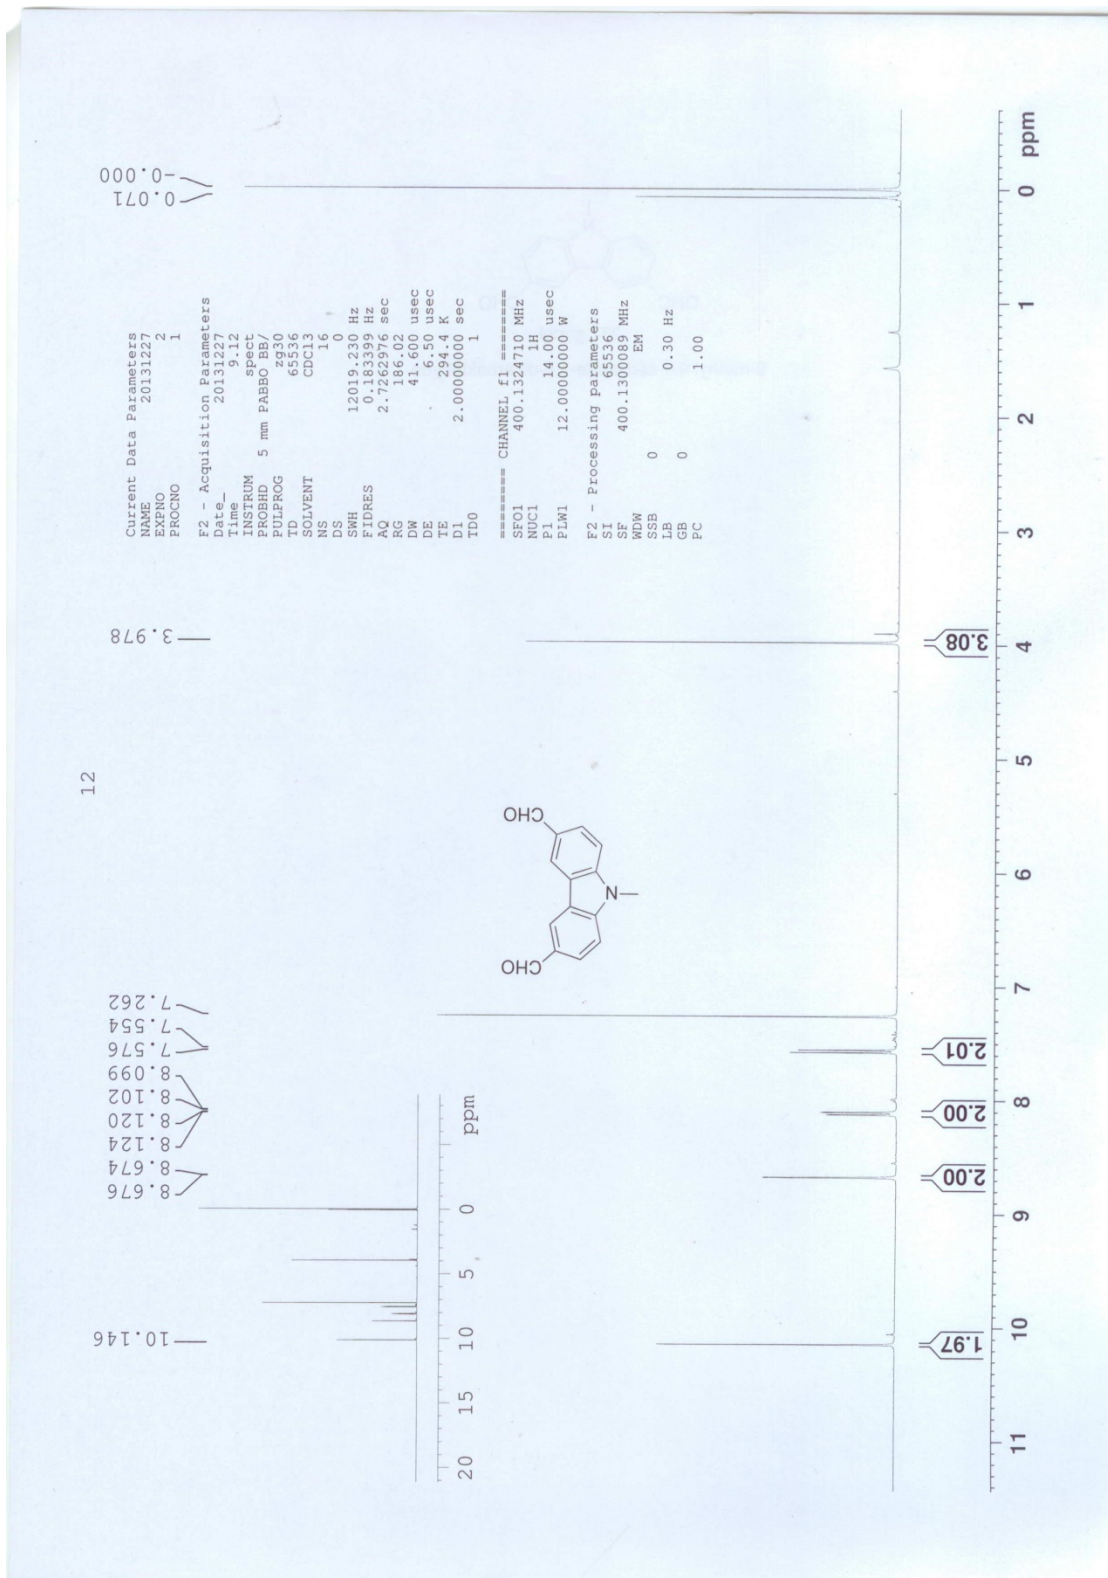 12
10.146
8.676
8.674
8.124
8.120
8.102
8.099
7.576
7.554
7.262
3.978
0.071
-0.000
Current Data Parameters
NAME 20131227
EXPNO 2
PROCNO 1
F2 - Acquisition Parameters
Date_ 20131227
Time 9.12
INSTRUM spect
PROBHD 5 mm PABBO BB/
PULPROG zg30
TD 65536
SOLVENT CDCl3
NS 16
DS 0
SWH 12019.230 Hz
FIDRES 0.183399 Hz
AQ 2.7262976 sec
RG 186.02
DW 41.600 usec
DE 6.50 usec
TE 294.4 K
D1 2.00000000 sec
TD0 1
======== CHANNEL f1 ========
SFO1 400.1324710 MHz
NUC1 1H
P1 14.00 usec
PLW1 12.00000000 W
F2 - Processing parameters
SI 65536
SF 400.1300089 MHz
WDW EM
SSB 0
LB 0.30 Hz
GB 0
PC 1.00
20 15 10 5 0 ppm
OHC CHO
N
1.97
2.00
2.00
2.01
3.08
11 10 9 8 7 6 5 4 3 2 1 0 ppm